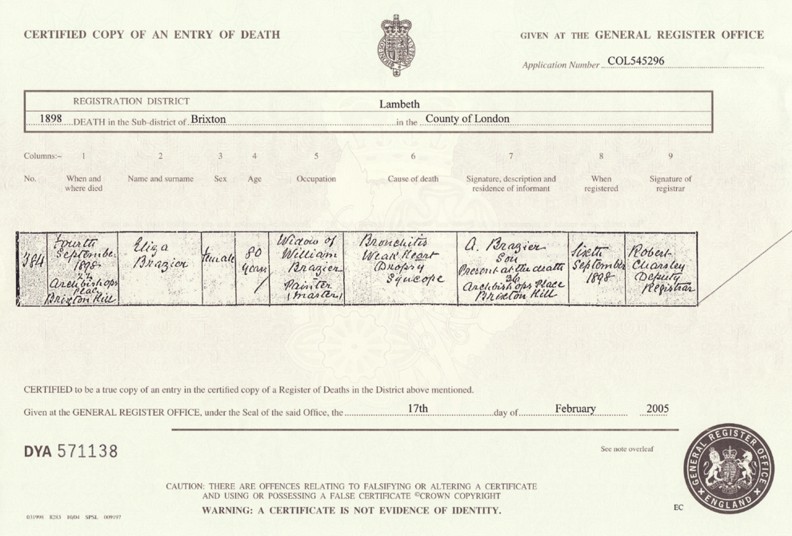 CERTIFIED COPY OF AN ENTRY OF DEATH
GIVEN AT THE GENERAL REGISTER OFFICE
Application Number COL545296
REGISTRATION DISTRICT Lambeth
1898 DEATH in the Sub-district of Brixton in the County of London
Columns:- 1 2 3 4 5 6 7 8 9
No. When and where died Name and surname Sex Age Occupation Cause of death Signature, description and residence of informant When registered Signature of registrar
384
Fourth
September
1898
Archbishops
Place
Brixton Hill
Eliza
Brazier
Female
80
years
Widow of
William
Brazier
Painter
(master)
Bronchitis
Weak Heart
Dropsy
Syncope
A. Brazier
Son
Present at the death
26
Archbishops Place
Brixton Hill
Sixth
September
1898
Robert
Charsley
Deputy
Registrar
CERTIFIED to be a true copy of an entry in the certified copy of a Register of Deaths in the District above mentioned.
Given at the GENERAL REGISTER OFFICE, under the Seal of the said Office, the 17th day of February 2005
DYA 571138
See note overleaf
CAUTION: THERE ARE OFFENCES RELATING TO FALSIFYING OR ALTERING A CERTIFICATE
AND USING OR POSSESSING A FALSE CERTIFICATE ©CROWN COPYRIGHT
WARNING: A CERTIFICATE IS NOT EVIDENCE OF IDENTITY.
EC
GENERAL REGISTER OFFICE
ENGLAND